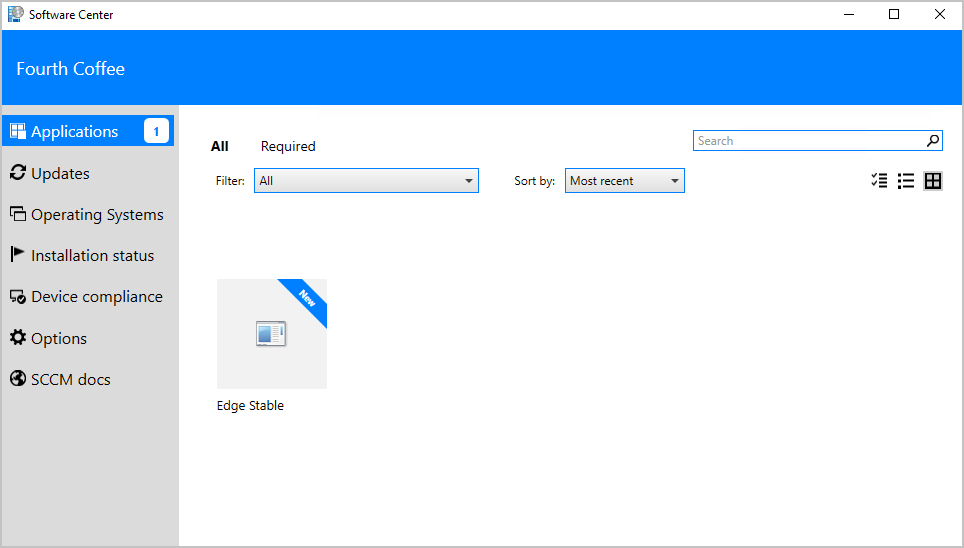 Software Center
Fourth Coffee
Applications 1
Updates
Operating Systems
Installation status
Device compliance
Options
SCCM docs
All Required
Search
Filter: All Sort by: Most recent
New
Edge Stable